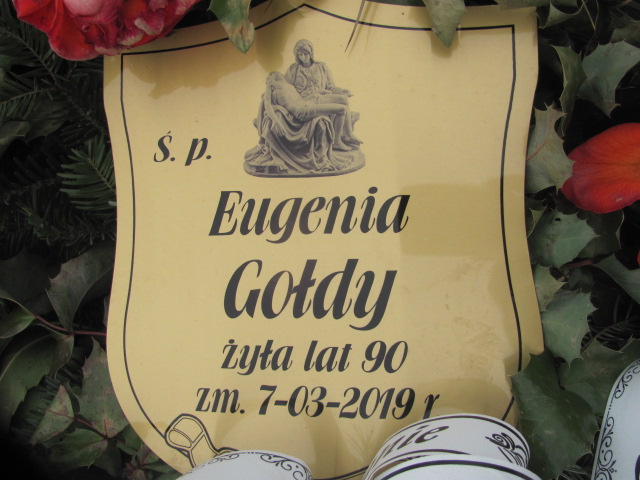 Ś. p.
Eugenia
Gołdy
żyła lat 90
zm. 7-03-2019 r